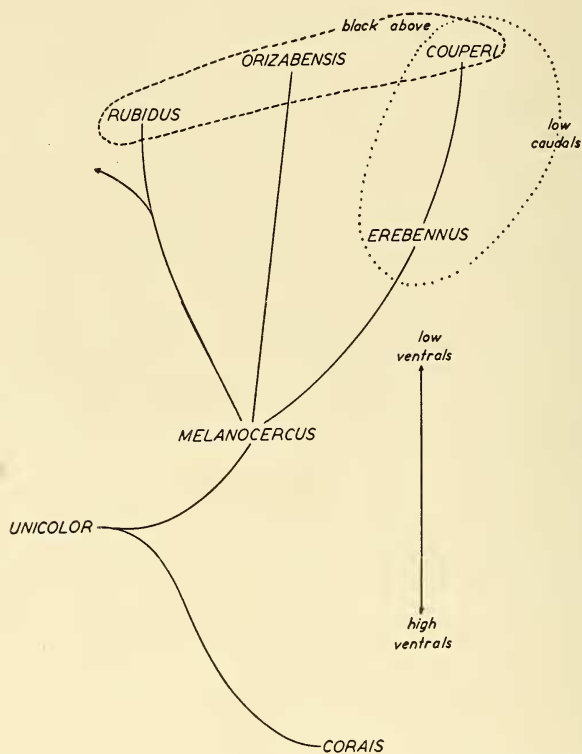 black above
COUPERI
ORIZABENSIS
RUBIDUS
low
caudals
EREBENNUS
low
ventrals
MELANOCERCUS
UNICOLOR
high
ventrals
CORAIS